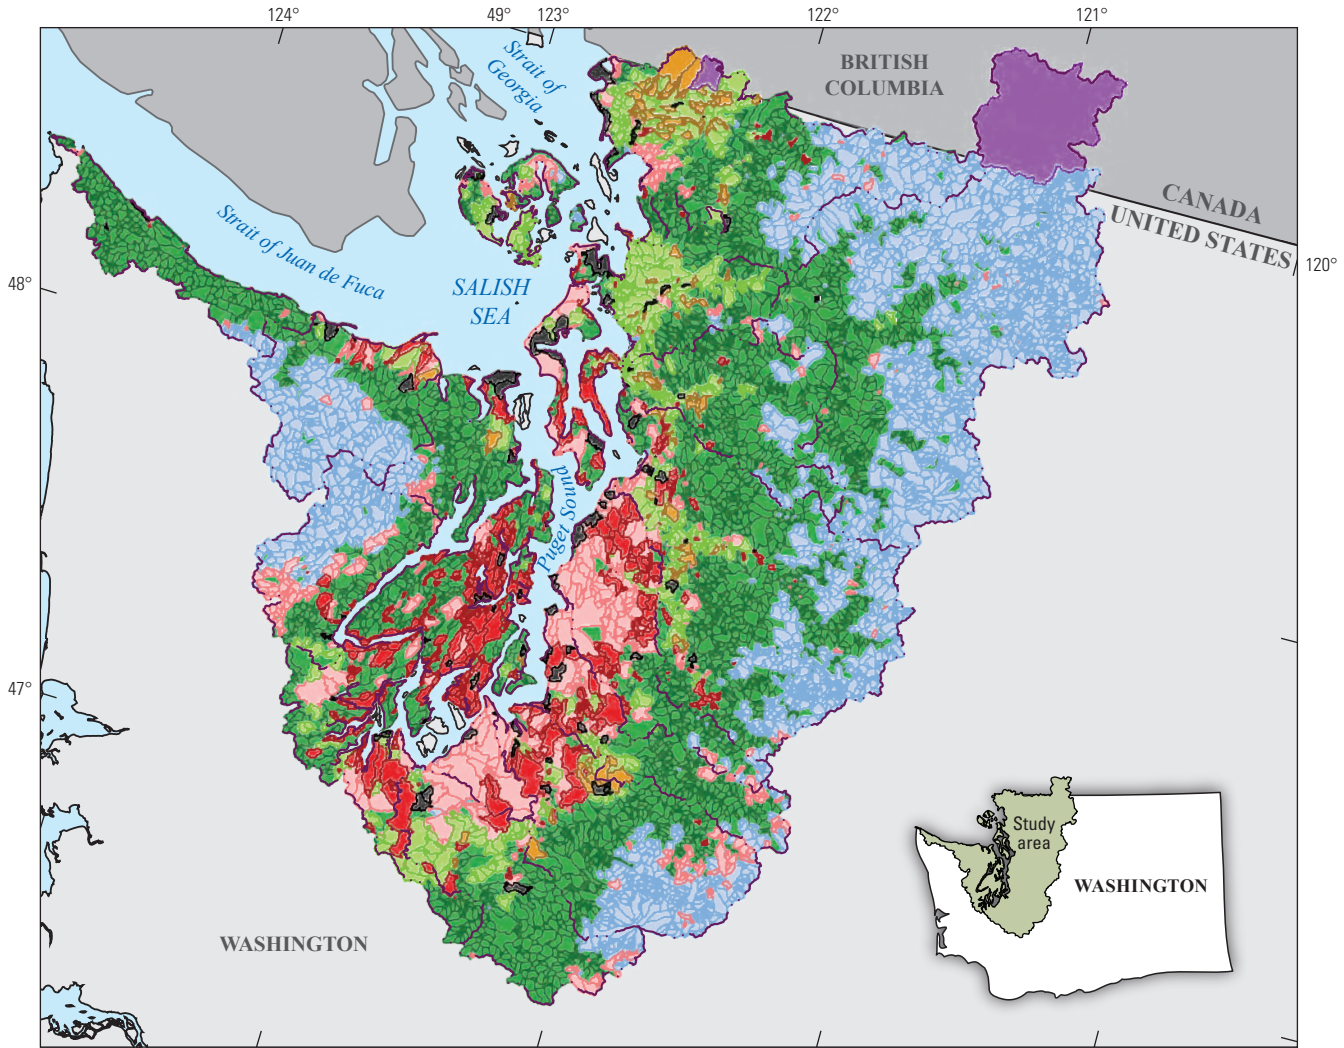 124°
49°
123°
122°
121°
Strait of
Georgia
BRITISH
COLUMBIA
CANADA
UNITED STATES
120°
Strait of Juan de Fuca
48°
SALISH
SEA
Puget Sound
47°
Study
area
WASHINGTON
WASHINGTON